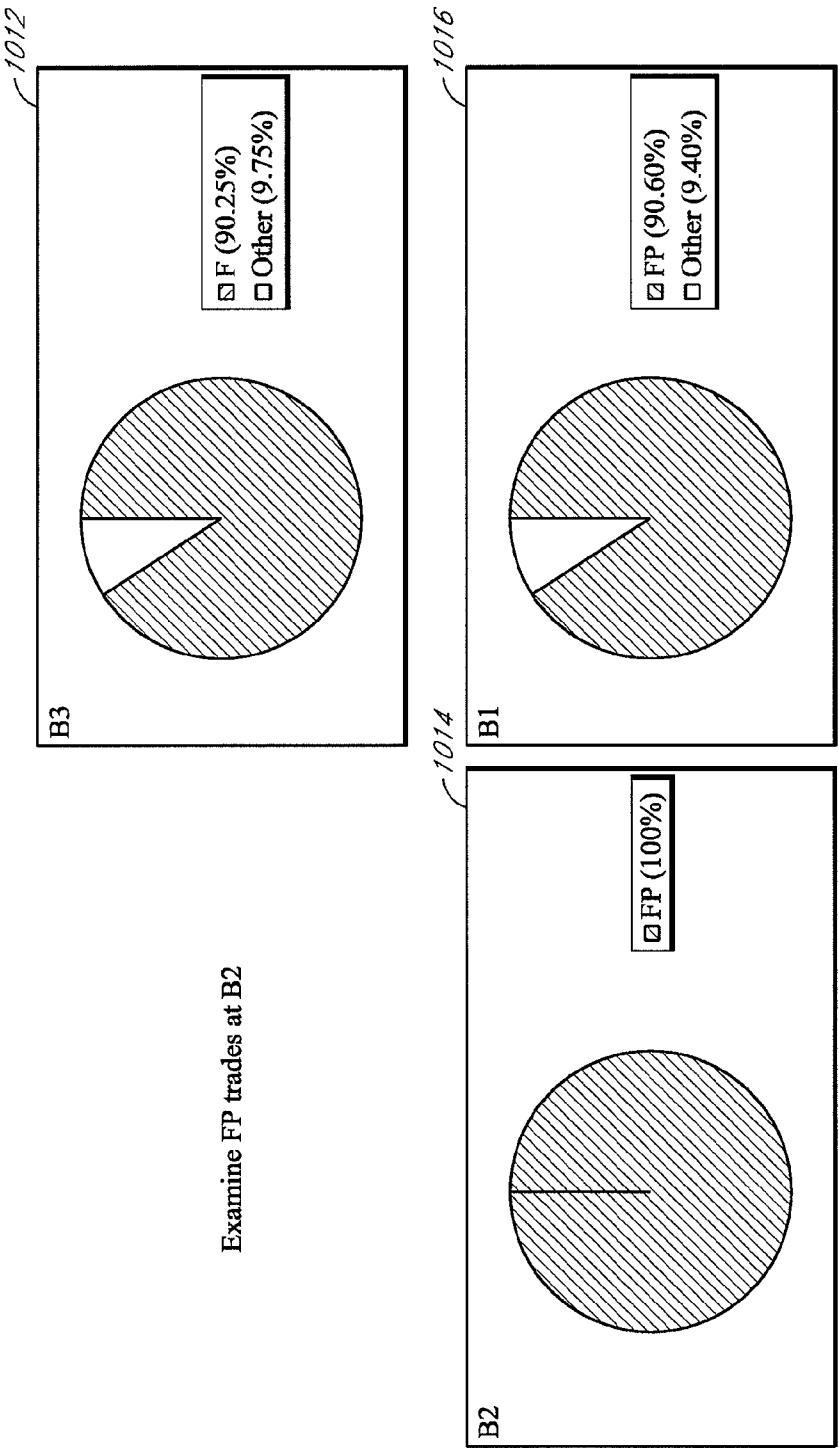 Examine FP trades at B2
1012
B3
F (90.25%)
Other (9.75%)
1014
B2
FP (100%)
1016
B1
FP (90.60%)
Other (9.40%)